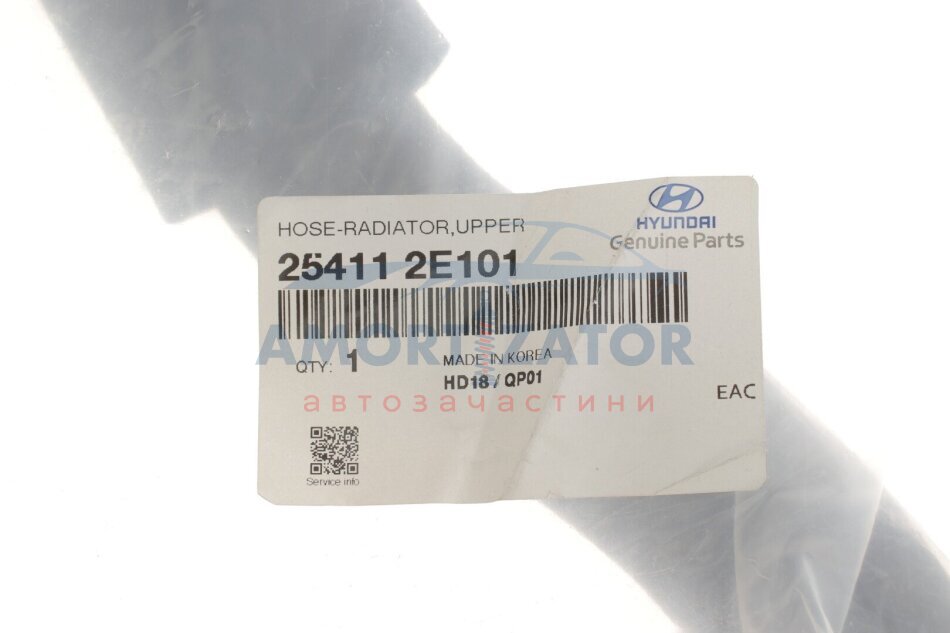 HYUNDAI
Genuine Parts
HOSE-RADIATOR,UPPER
25411 2E101
AMORTIZATOR
QTY: 1
MADE IN KOREA
HD18 / QP01
автозачастини
EAC
Service info